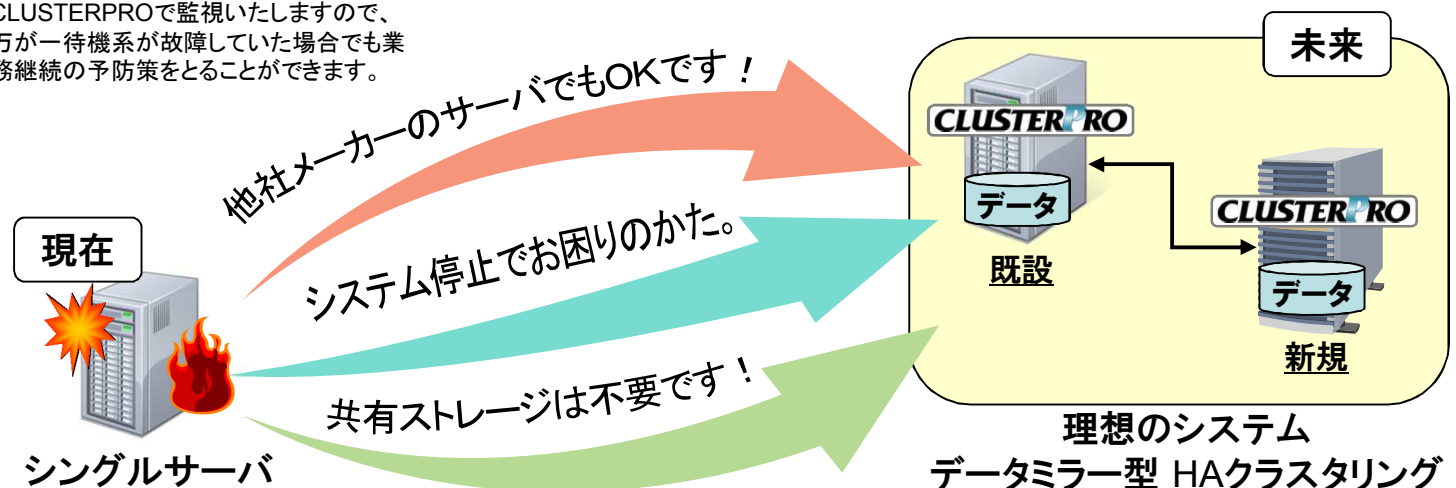 CLUSTERPROで監視いたしますので、
万が一待機系が故障していた場合でも業
務継続の予防策をとることができます。
未来
他社メーカーのサーバでもOKです！
CLUSTERPRO
データ
既設
CLUSTERPRO
データ
新規
現在
システム停止でお困りのかた。
共有ストレージは不要です！
シングルサーバ
理想のシステム
データミラー型 HAクラスタリング